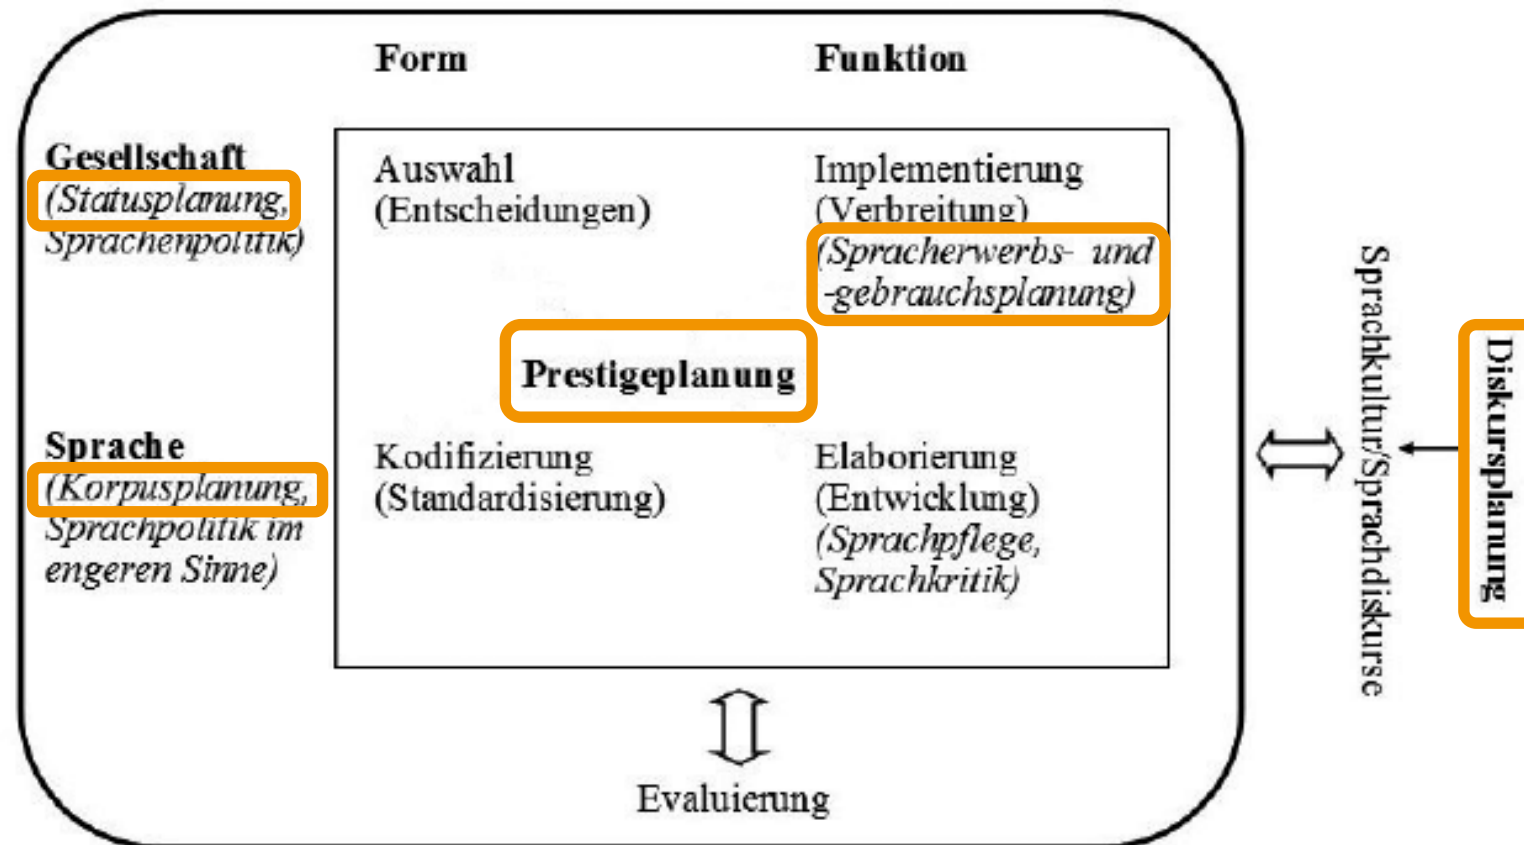 Form
Funktion
Gesellschaft
(Statusplanung,
Sprachenpolitik)
Auswahl
(Entscheidungen)
Implementierung
(Verbreitung)
(Spracherwerbs- und
-gebrauchsplanung)
Prestigeplanung
Sprache
(Korpusplanung,
Sprachpolitik im
engeren Sinne)
Kodifizierung
(Standardisierung)
Elaborierung
(Entwicklung)
(Sprachpflege,
Sprachkritik)
Evaluierung
Sprachkultur/Sprachdiskurse
Diskursplanung